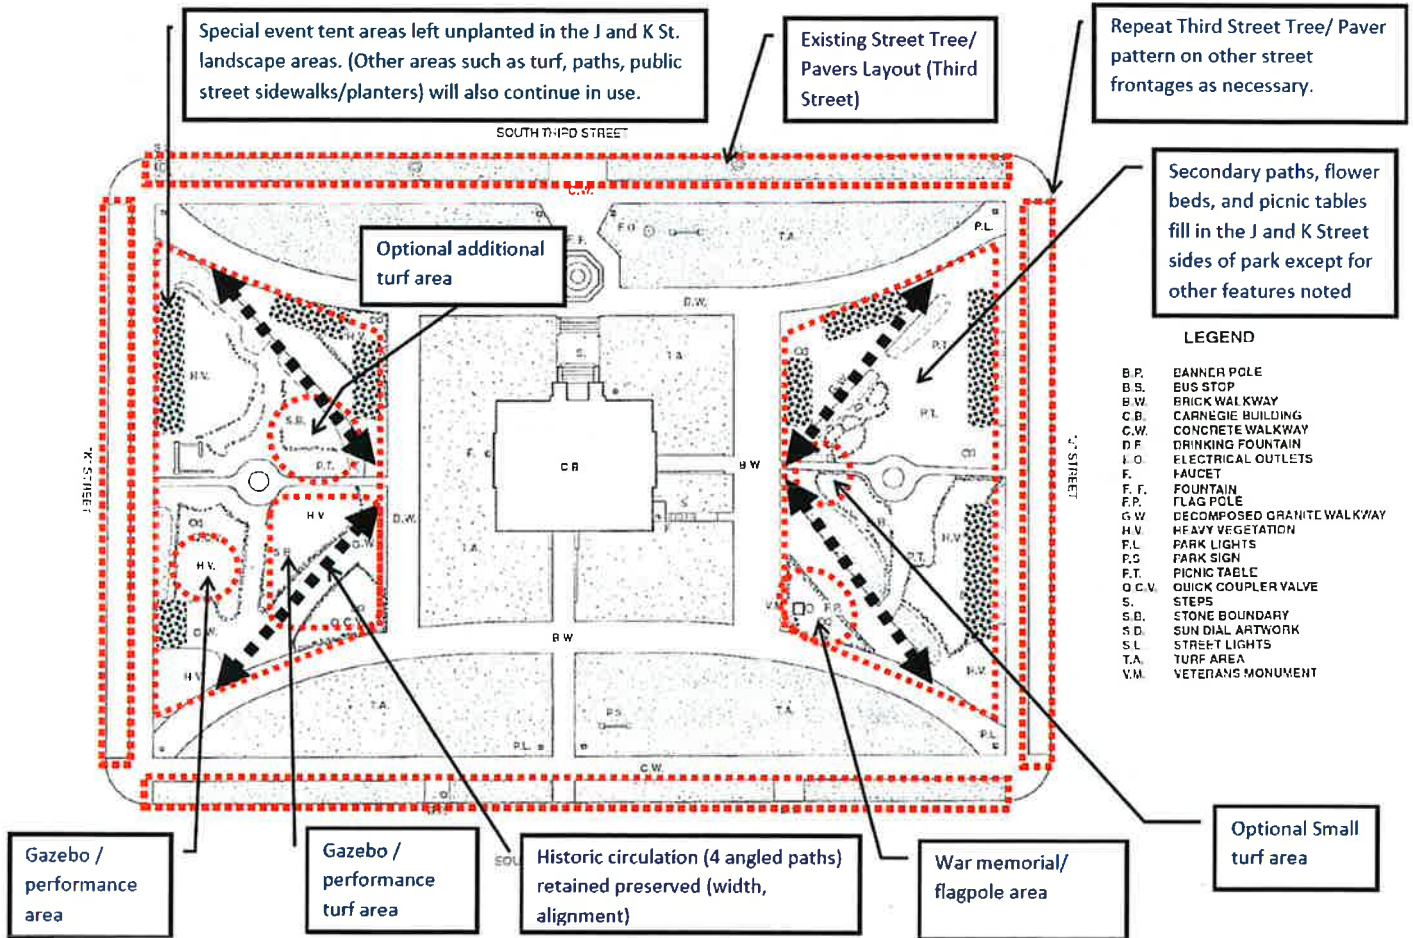 Special event tent areas left unplanted in the J and K St.
landscape areas. (Other areas such as turf, paths, public
street sidewalks/planters) will also continue in use.
Existing Street Tree/
Pavers Layout (Third
Street)
Repeat Third Street Tree/ Paver
pattern on other street
frontages as necessary.
SOUTH THIRD STREET
C.W.
Secondary paths, flower
beds, and picnic tables
fill in the J and K Street
sides of park except for
other features noted
Optional additional
turf area
F.F.
E.O.
T.A.
P.L.
B.W.
H.V.
S.
T.A.
P.T.
H.V.
S.B.
P.T.
P.T.
F.
C.B.
B.W.
"K" STREET
"J" STREET
H.V.
B.W.
G.W.
S.B.
S.
H.V.
T.A.
P.T.
H.V.
Q.C.V.
V.M.
F.P.
B.W.
H.V.
H.V.
T.A.
P.S.
T.A.
P.L.
P.L.
C.W.
LEGEND
B.P. BANNER POLE
B.S. BUS STOP
B.W. BRICK WALKWAY
C.B. CARNEGIE BUILDING
C.W. CONCRETE WALKWAY
D.F. DRINKING FOUNTAIN
E.O. ELECTRICAL OUTLETS
F. FAUCET
F.F. FOUNTAIN
F.P. FLAG POLE
G.W. DECOMPOSED GRANITE WALKWAY
H.V. HEAVY VEGETATION
P.L. PARK LIGHTS
P.S. PARK SIGN
P.T. PICNIC TABLE
Q.C.V. QUICK COUPLER VALVE
S. STEPS
S.B. STONE BOUNDARY
S.D. SUN DIAL ARTWORK
S.L. STREET LIGHTS
T.A. TURF AREA
V.M. VETERANS MONUMENT
Gazebo /
performance
area
Gazebo /
performance
turf area
SOU
Historic circulation (4 angled paths)
retained preserved (width,
alignment)
War memorial/
flagpole area
Optional Small
turf area